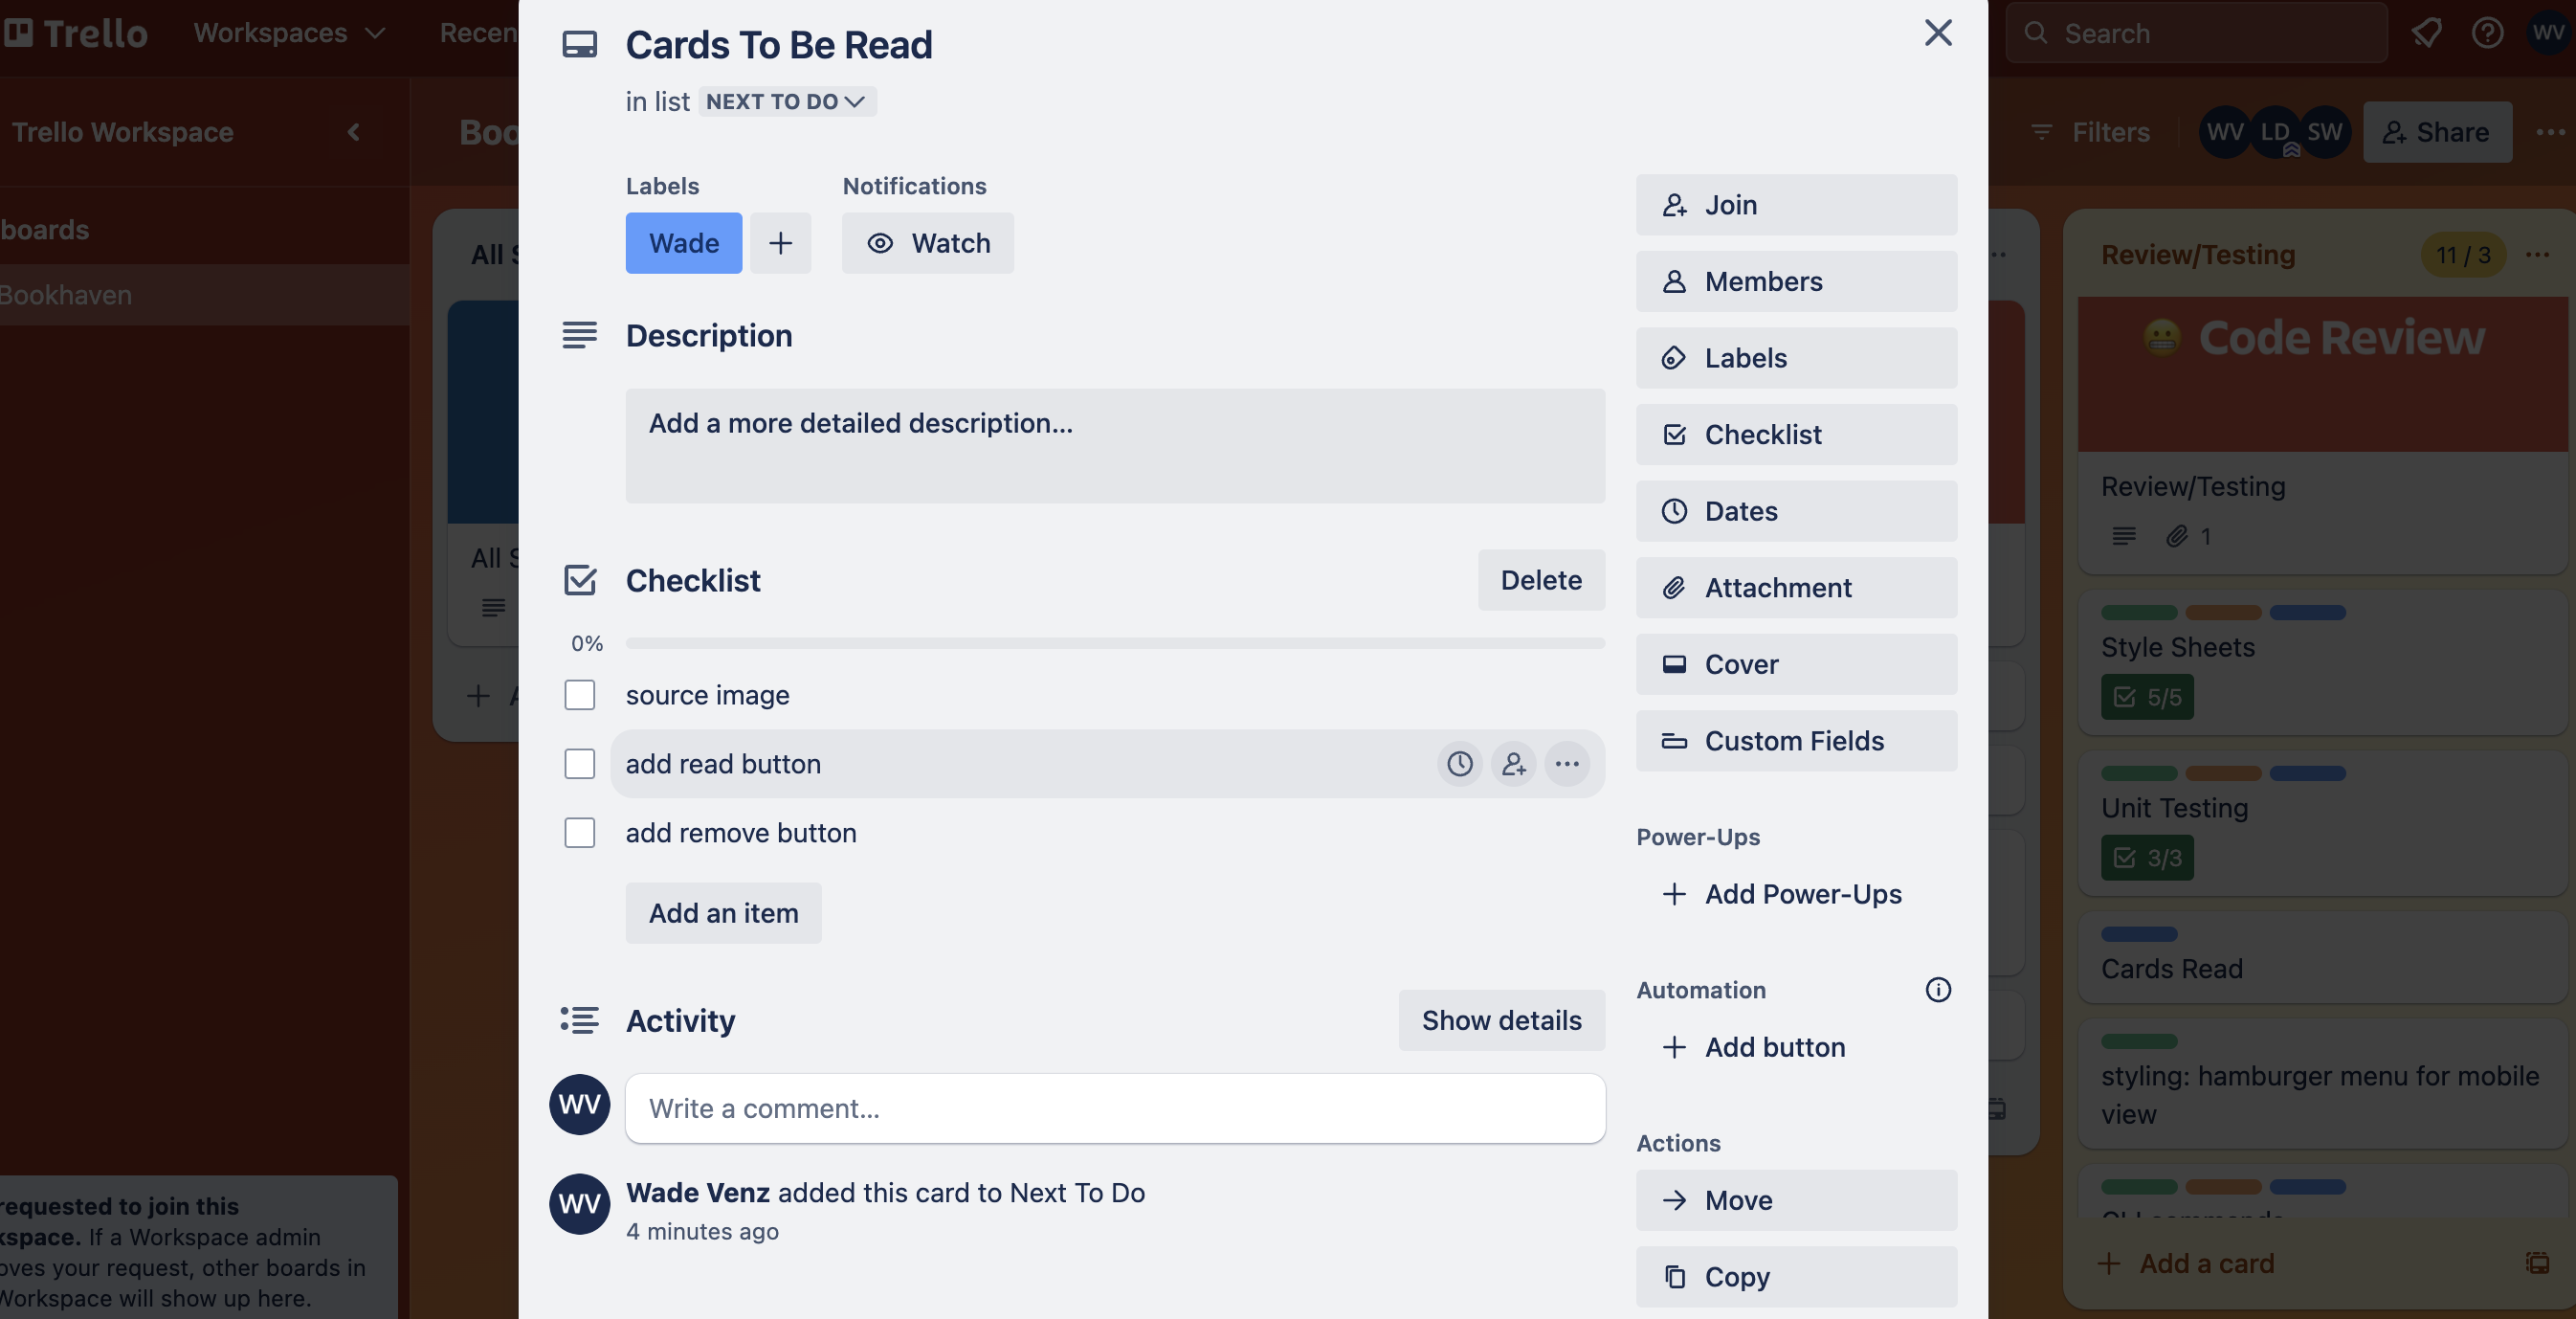 Trello
Workspaces
Recen
Search
WV
Trello Workspace
Boo
Filters
WV LD SW
Share
boards
Bookhaven
All S
All S
requested to join this
kspace. If a Workspace admin
oves your request, other boards in
Workspace will show up here.
Cards To Be Read
in list NEXT TO DO
Labels
Notifications
Wade
Watch
Description
Add a more detailed description...
Checklist
Delete
0%
source image
add read button
add remove button
Add an item
Activity
Show details
WV
Write a comment...
WV
Wade Venz added this card to Next To Do
4 minutes ago
Join
Members
Labels
Checklist
Dates
Attachment
Cover
Custom Fields
Power-Ups
Add Power-Ups
Automation
Add button
Actions
Move
Copy
Review/Testing
11 / 3
Code Review
Review/Testing
1
Style Sheets
5/5
Unit Testing
3/3
Cards Read
styling: hamburger menu for mobile
view
Add a card